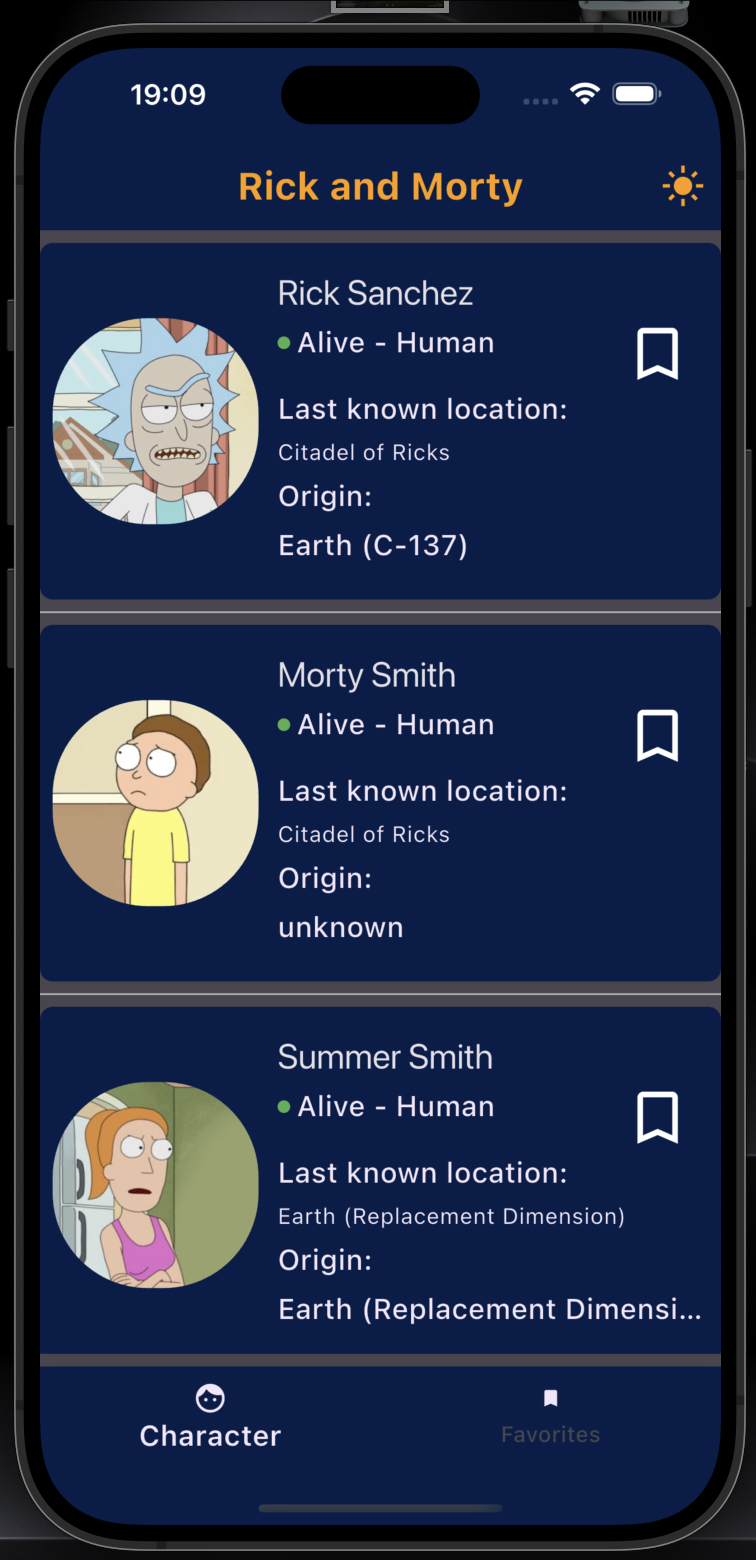 19:09
Rick and Morty
Rick Sanchez
Alive - Human
Last known location:
Citadel of Ricks
Origin:
Earth (C-137)
Morty Smith
Alive - Human
Last known location:
Citadel of Ricks
Origin:
unknown
Summer Smith
Alive - Human
Last known location:
Earth (Replacement Dimension)
Origin:
Earth (Replacement Dimensi...
Character
Favorites